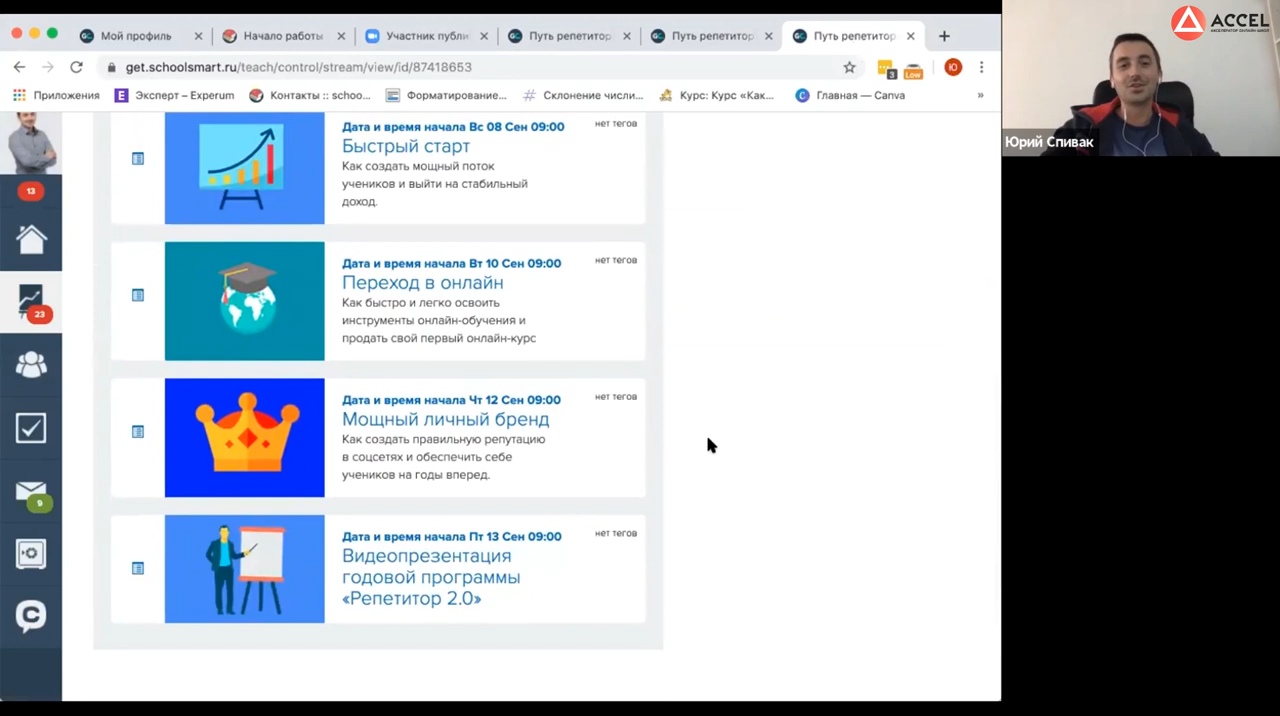 Мой профиль
Начало работы
Участник публи
Путь репетитор
Путь репетитор
Путь репетитор
get.schoolsmart.ru/teach/control/stream/view/id/87418653
3
Low
Ю
Приложения
Эксперт – Experum
Контакты :: schoo...
Форматирование...
Склонение числи...
Курс: Курс «Как...
Главная — Canva
»
ACCEL
АКСЕЛЕРАТОР ОНЛАЙН-ШКОЛ
Юрий Спивак
13
23
9
Дата и время начала Вс 08 Сен 09:00
нет тегов
Быстрый старт
Как создать мощный поток
учеников и выйти на стабильный
доход.
Дата и время начала Вт 10 Сен 09:00
нет тегов
Переход в онлайн
Как быстро и легко освоить
инструменты онлайн-обучения и
продать свой первый онлайн-курс
Дата и время начала Чт 12 Сен 09:00
нет тегов
Мощный личный бренд
Как создать правильную репутацию
в соцсетях и обеспечить себе
учеников на годы вперед.
Дата и время начала Пт 13 Сен 09:00
нет тегов
Видеопрезентация
годовой программы
«Репетитор 2.0»